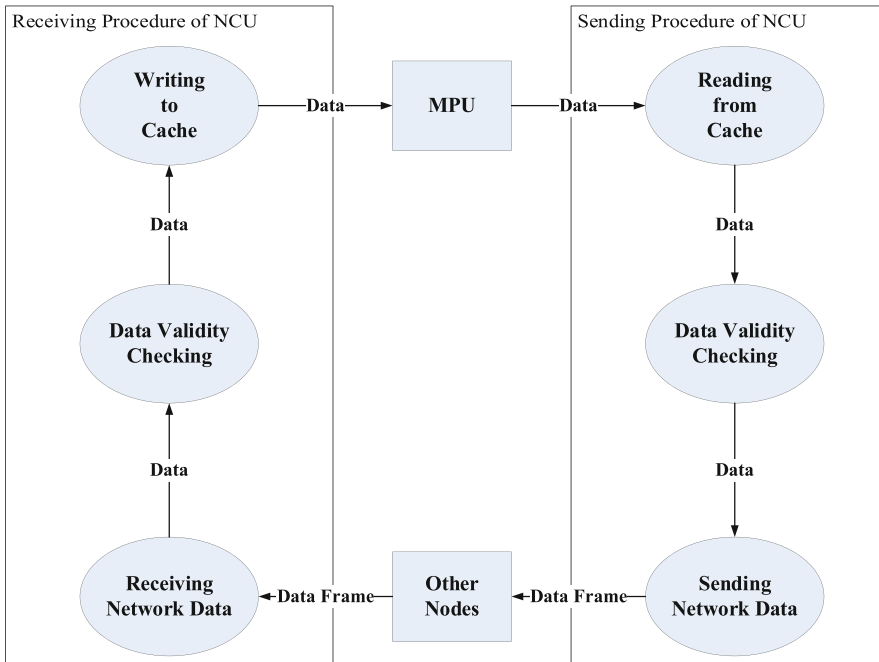 Receiving Procedure of NCU
Sending Procedure of NCU
Writing
to
Cache
Data
MPU
Data
Reading
from
Cache
Data
Data
Data Validity
Checking
Data Validity
Checking
Data
Data
Receiving
Network Data
Data Frame
Other
Nodes
Data Frame
Sending
Network Data